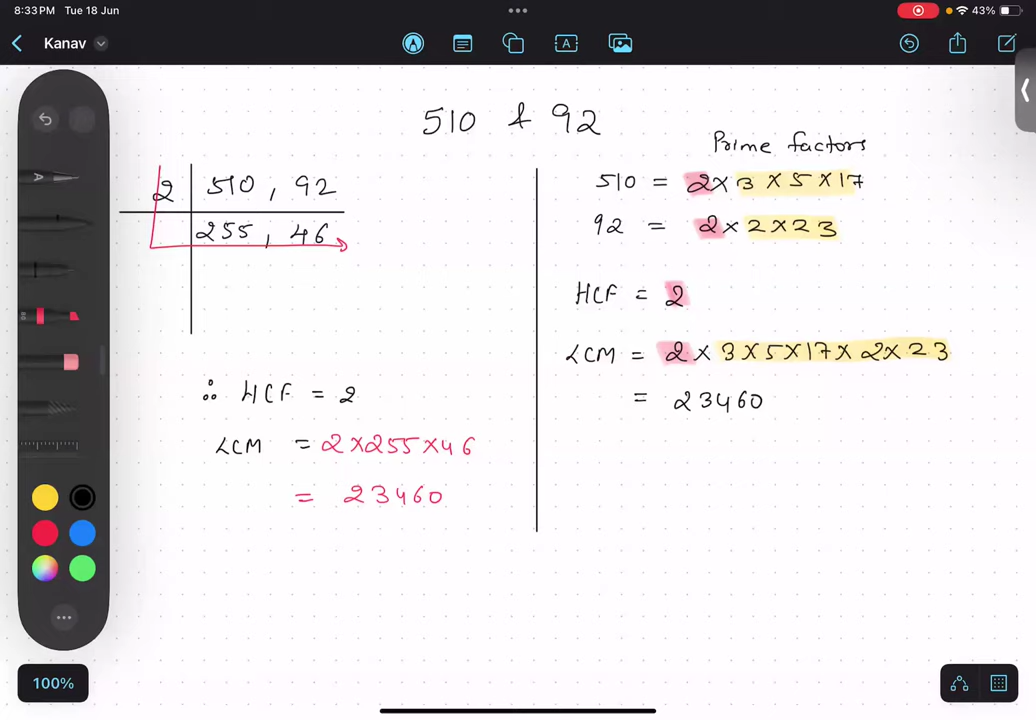 8:33 PM Tue 18 Jun
43%
Kanav
510 & 92
2 | 510 , 92
255 , 46
∴ HCF = 2
LCM = 2 × 255 × 46
= 23460
Prime factors
510 = 2 × 3 × 5 × 17
92 = 2 × 2 × 23
HCF = 2
LCM = 2 × 3 × 5 × 17 × 2 × 23
= 23460
100%